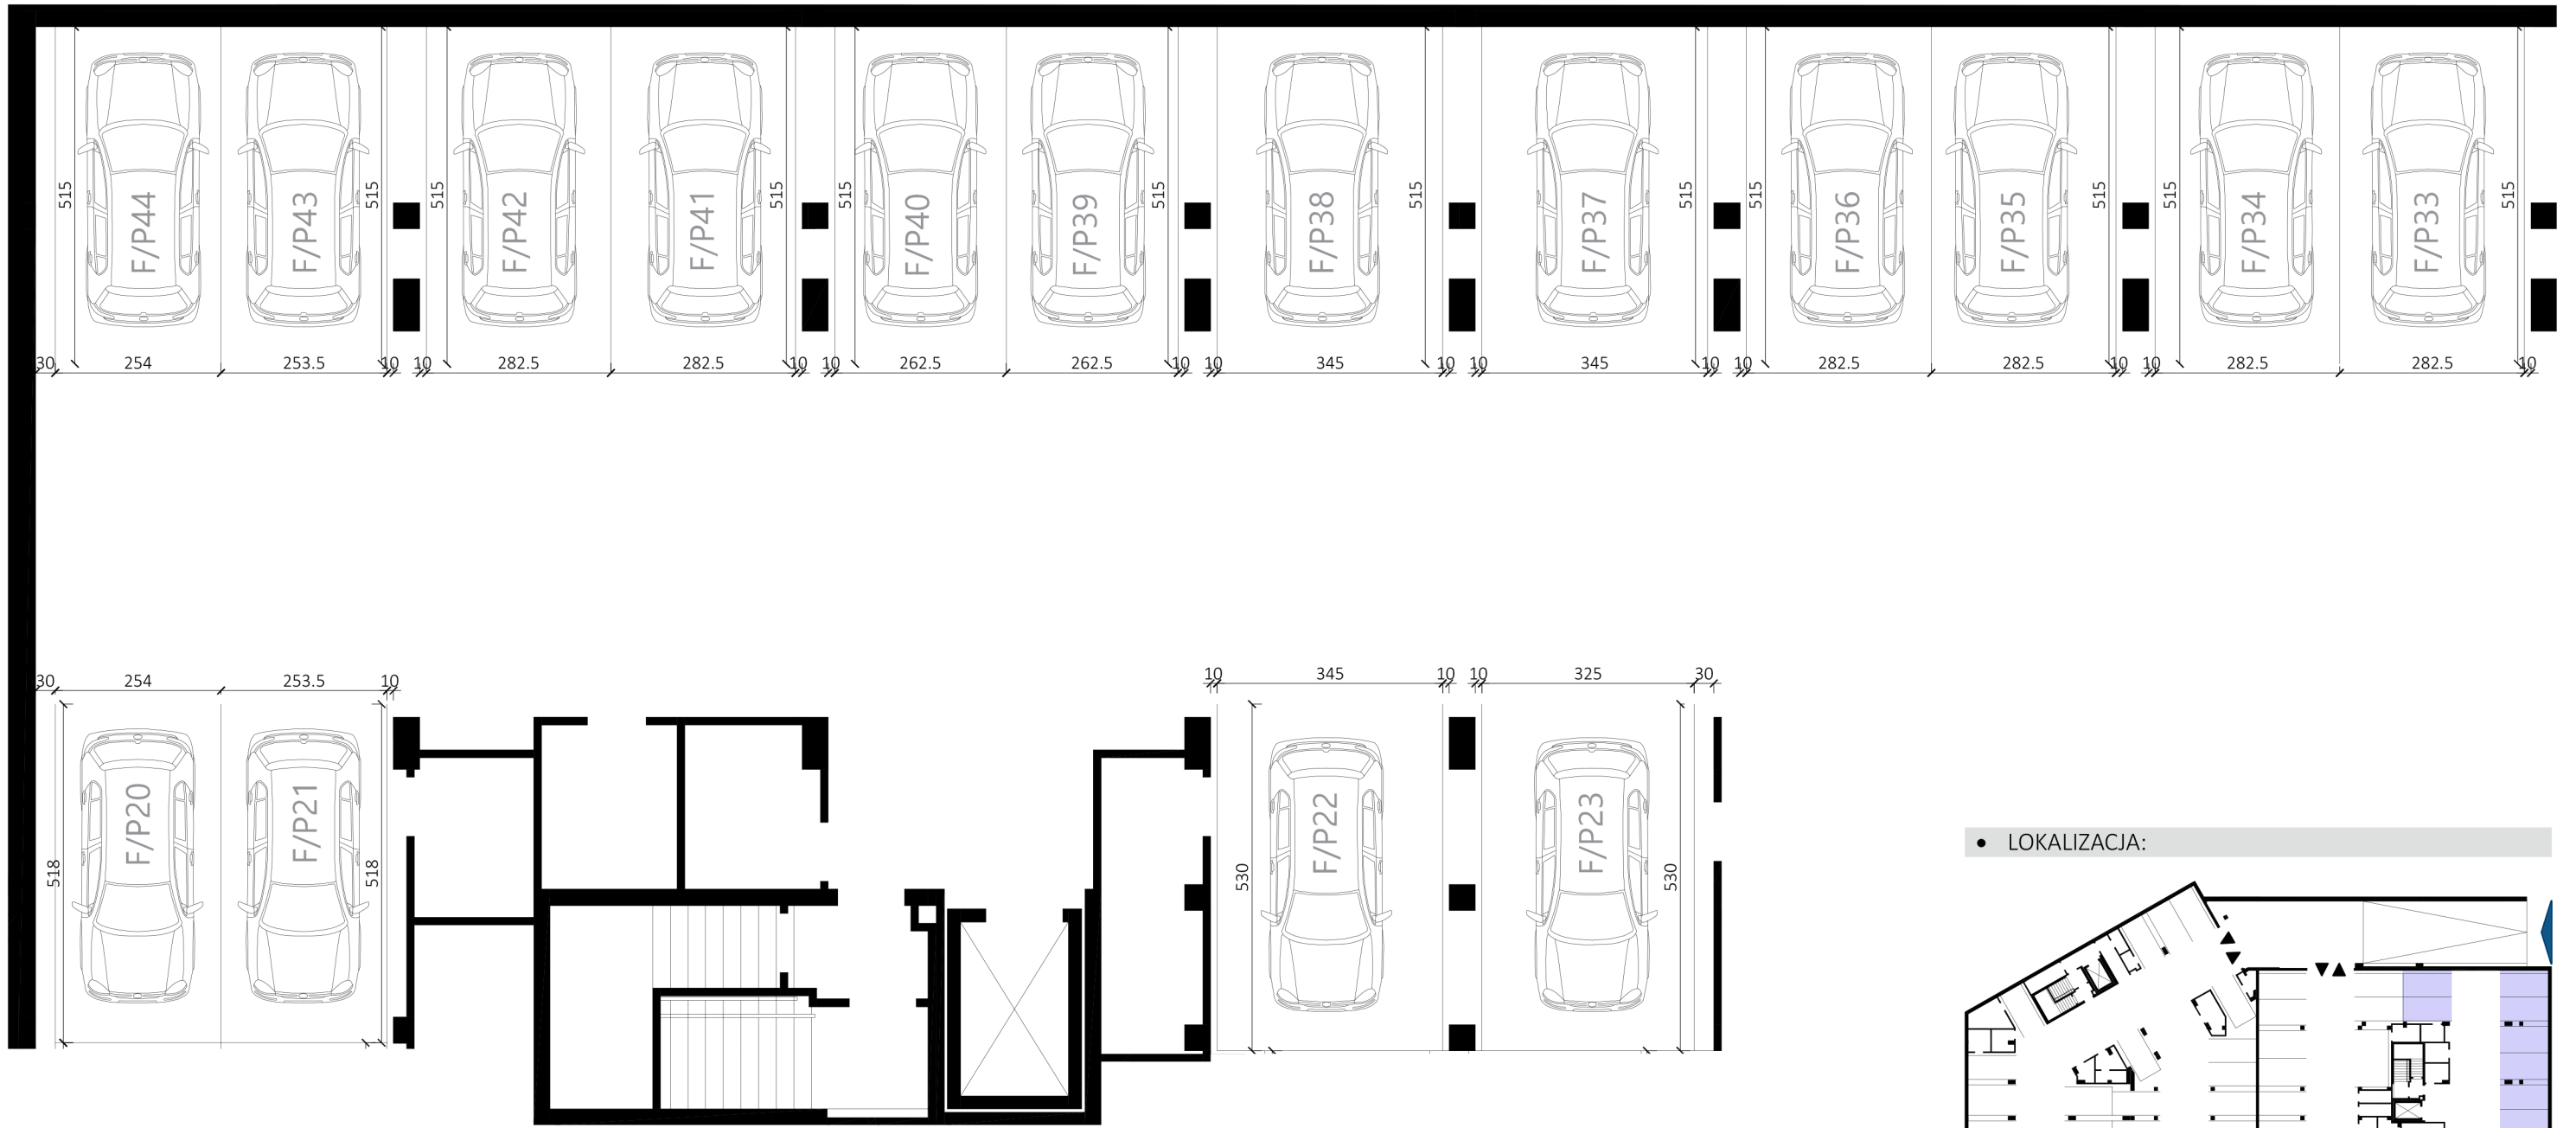 F/P44 F/P43 F/P42 F/P41 F/P40 F/P39 F/P38 F/P37 F/P36 F/P35 F/P34 F/P33
515 515 515 515 515 515 515 515 515 515 515 515
30 254 253.5 10 10 282.5 282.5 10 10 262.5 262.5 10 10 345 10 10 345 10 10 282.5 282.5 10 10 282.5 282.5 10
30 254 253.5 10 10 345 10 10 325 30
F/P20 F/P21 F/P22 F/P23
518 518 530 530
• LOKALIZACJA: